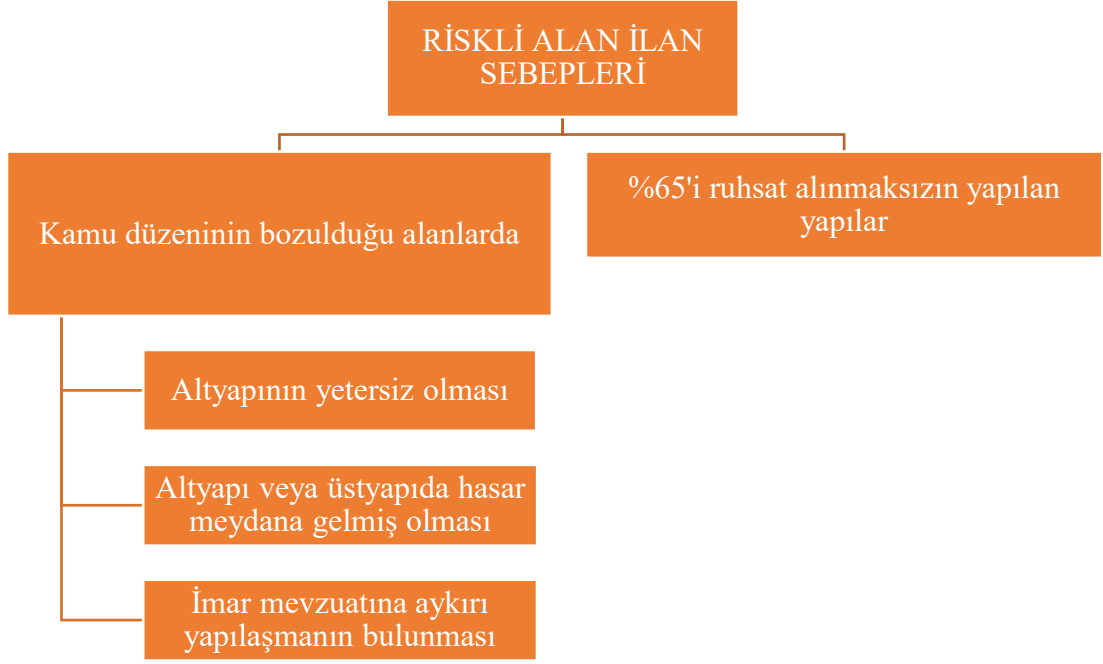 RİSKLİ ALAN İLAN
SEBEPLERİ
Kamu düzeninin bozulduğu alanlarda
%65'i ruhsat alınmaksızın yapılan
yapılar
Altyapının yetersiz olması
Altyapı veya üstyapıda hasar
meydana gelmiş olması
İmar mevzuatına aykırı
yapılaşmanın bulunması